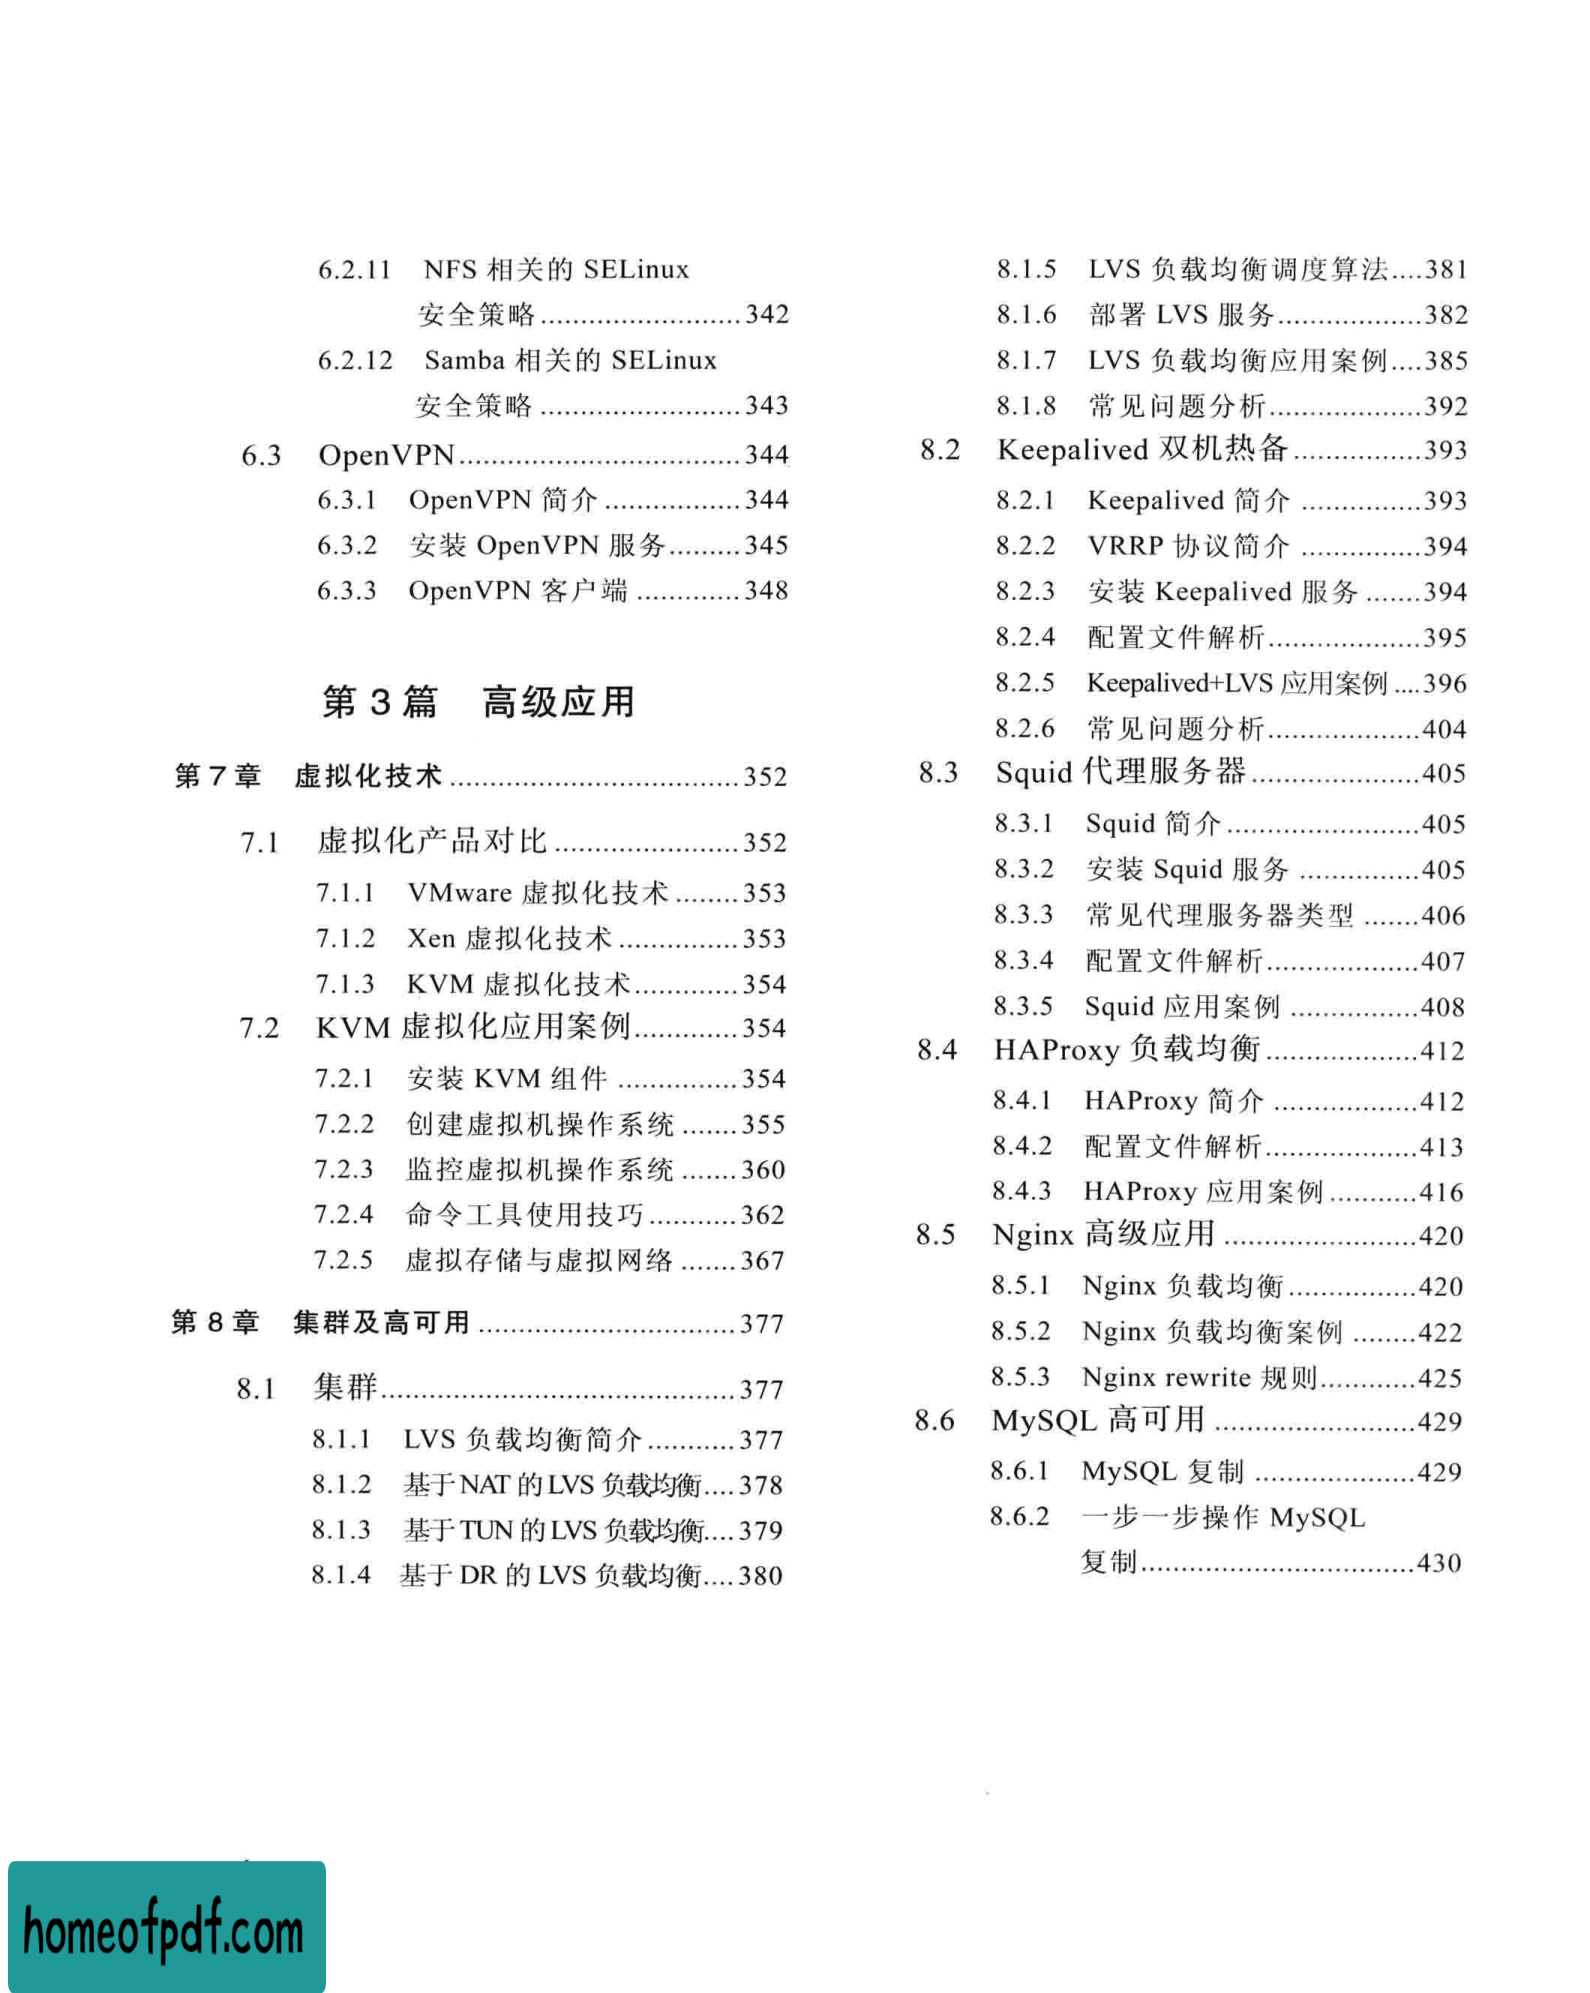 6.2.11 NFS 相关的 SELinux
安全策略.........................342
6.2.12 Samba 相关的 SELinux
安全策略.........................343
6.3 OpenVPN...................................344
6.3.1 OpenVPN 简介.................344
6.3.2 安装 OpenVPN 服务.........345
6.3.3 OpenVPN 客户端.............348
第 3 篇 高级应用
第 7 章 虚拟化技术....................................352
7.1 虚拟化产品对比.......................352
7.1.1 VMware 虚拟化技术........353
7.1.2 Xen 虚拟化技术...............353
7.1.3 KVM 虚拟化技术.............354
7.2 KVM 虚拟化应用案例.............354
7.2.1 安装 KVM 组件...............354
7.2.2 创建虚拟机操作系统.......355
7.2.3 监控虚拟机操作系统.......360
7.2.4 命令工具使用技巧...........362
7.2.5 虚拟存储与虚拟网络.......367
第 8 章 集群及高可用................................377
8.1 集群............................................377
8.1.1 LVS 负载均衡简介...........377
8.1.2 基于 NAT 的 LVS 负载均衡....378
8.1.3 基于 TUN 的 LVS 负载均衡....379
8.1.4 基于 DR 的 LVS 负载均衡....380
8.1.5 LVS 负载均衡调度算法....381
8.1.6 部署 LVS 服务..................382
8.1.7 LVS 负载均衡应用案例....385
8.1.8 常见问题分析...................392
8.2 Keepalived 双机热备................393
8.2.1 Keepalived 简介...............393
8.2.2 VRRP 协议简介...............394
8.2.3 安装 Keepalived 服务.......394
8.2.4 配置文件解析...................395
8.2.5 Keepalived+LVS 应用案例....396
8.2.6 常见问题分析...................404
8.3 Squid 代理服务器.....................405
8.3.1 Squid 简介........................405
8.3.2 安装 Squid 服务...............405
8.3.3 常见代理服务器类型.......406
8.3.4 配置文件解析...................407
8.3.5 Squid 应用案例................408
8.4 HAProxy 负载均衡...................412
8.4.1 HAProxy 简介..................412
8.4.2 配置文件解析...................413
8.4.3 HAProxy 应用案例...........416
8.5 Nginx 高级应用........................420
8.5.1 Nginx 负载均衡................420
8.5.2 Nginx 负载均衡案例........422
8.5.3 Nginx rewrite 规则............425
8.6 MySQL 高可用.........................429
8.6.1 MySQL 复制....................429
8.6.2 一步一步操作 MySQL
复制..................................430
homeofpdf.com